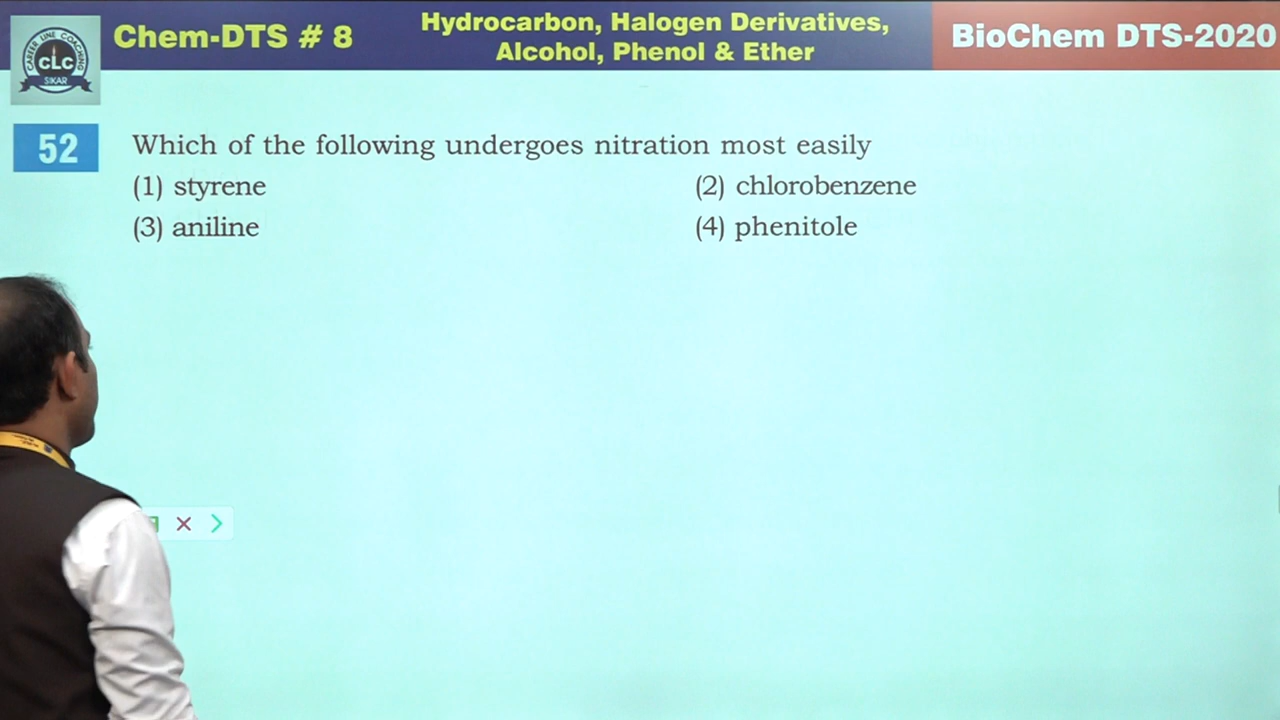 CAREER LINE COACHING
CLC
SIKAR
Chem-DTS # 8
Hydrocarbon, Halogen Derivatives,
Alcohol, Phenol & Ether
BioChem DTS-2020
52
Which of the following undergoes nitration most easily
(1) styrene
(2) chlorobenzene
(3) aniline
(4) phenitole